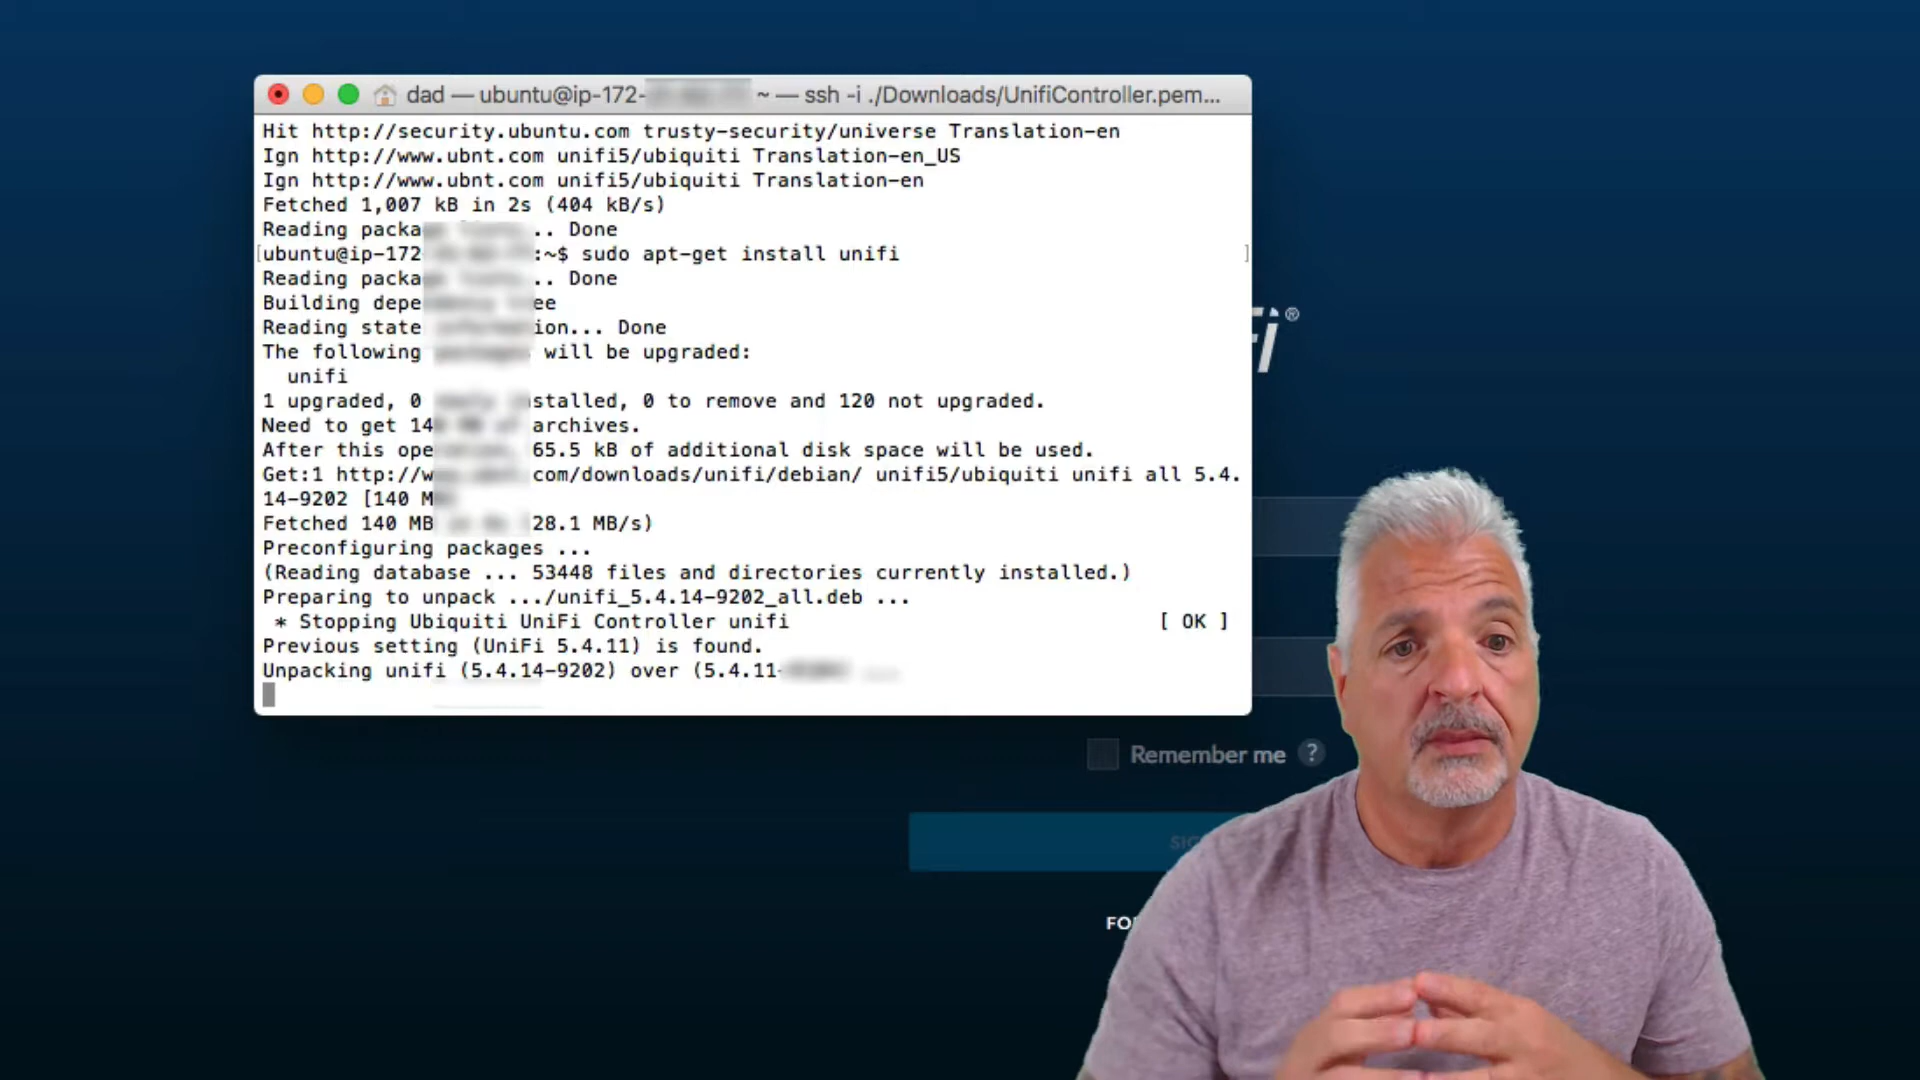 dad — ubuntu@ip-172- ~ — ssh -i ./Downloads/UnifiController.pem...
Hit http://security.ubuntu.com trusty-security/universe Translation-en
Ign http://www.ubnt.com unifi5/ubiquiti Translation-en_US
Ign http://www.ubnt.com unifi5/ubiquiti Translation-en
Fetched 1,007 kB in 2s (404 kB/s)
Reading packa .. Done
[ubuntu@ip-172 :~$ sudo apt-get install unifi ]
Reading packa .. Done
Building depe ee
Reading state ion... Done
The following will be upgraded:
unifi
1 upgraded, 0 stalled, 0 to remove and 120 not upgraded.
Need to get 14 archives.
After this ope 65.5 kB of additional disk space will be used.
Get:1 http://w com/downloads/unifi/debian/ unifi5/ubiquiti unifi all 5.4.
14-9202 [140 M
Fetched 140 MB 28.1 MB/s)
Preconfiguring packages ...
(Reading database ... 53448 files and directories currently installed.)
Preparing to unpack .../unifi_5.4.14-9202_all.deb ...
* Stopping Ubiquiti UniFi Controller unifi [ OK ]
Previous setting (UniFi 5.4.11) is found.
Unpacking unifi (5.4.14-9202) over (5.4.11-
Fi®
Remember me ?
SIG
FO